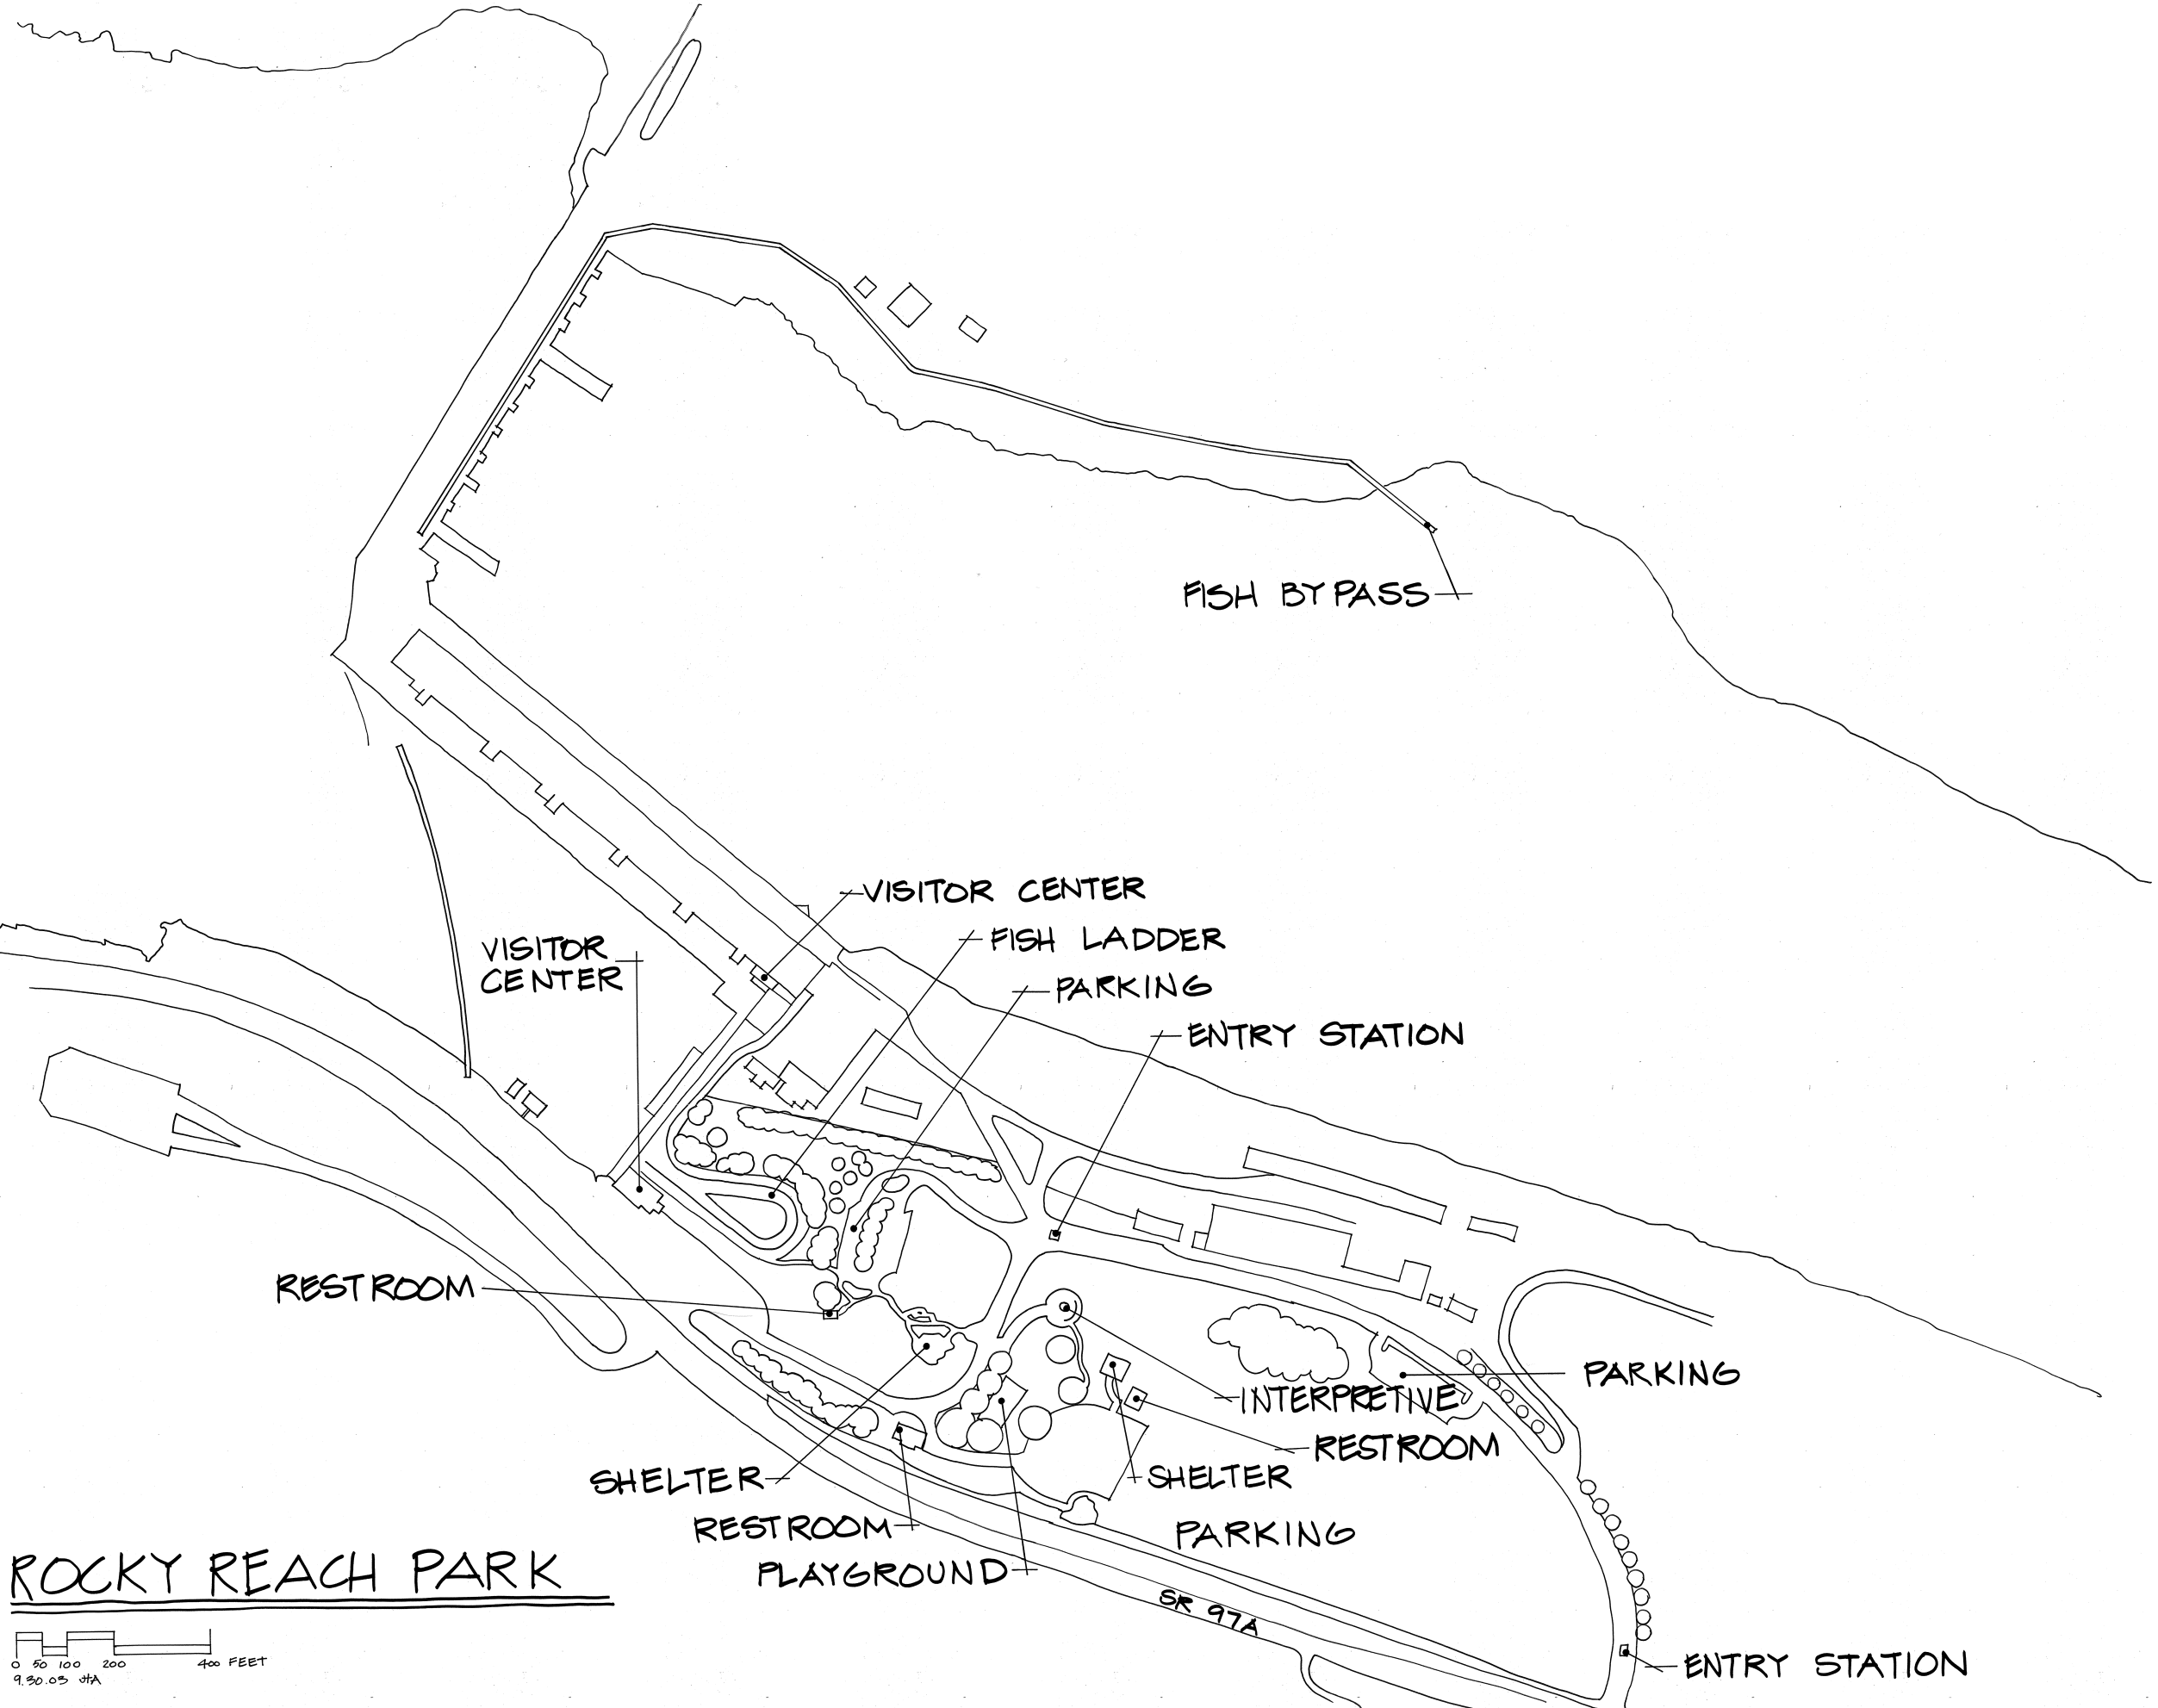 FISH BYPASS
VISITOR CENTER
FISH LADDER
VISITOR
CENTER
PARKING
ENTRY STATION
RESTROOM
PARKING
INTERPRETIVE
RESTROOM
SHELTER
SHELTER
RESTROOM
PARKING
PLAYGROUND
SR 97A
ROCKY REACH PARK
0 50 100 200 400 FEET
9.30.03 JHA
ENTRY STATION